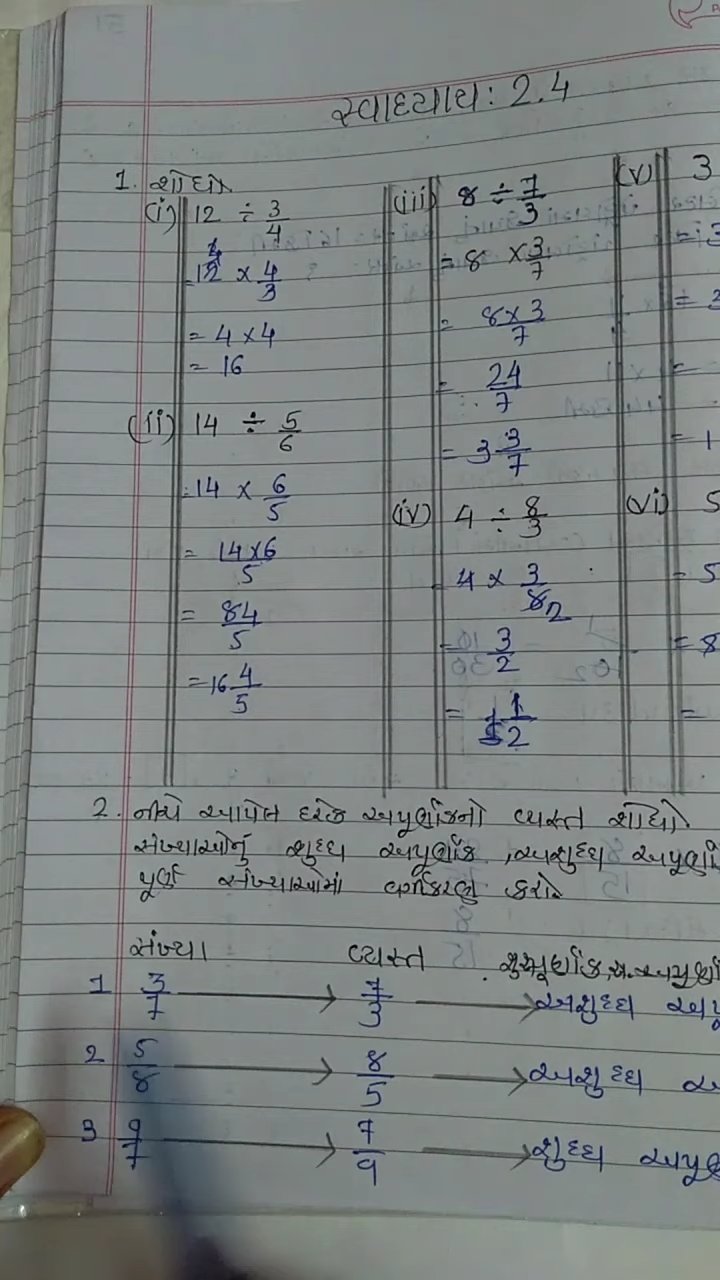 સ્વાધ્યાય: 2.4
1. શોધો.
(i) 12 ÷ 3/4
= 12 × 4/3
= 4 × 4
= 16
(ii) 14 ÷ 5/6
= 14 × 6/5
= 14×6/5
= 84/5
= 16 4/5
(iii) 8 ÷ 7/3
= 8 × 3/7
= 8×3/7
= 24/7
= 3 3/7
(iv) 4 ÷ 8/3
4 × 3/8 2
= 3/2
= 1 1/2
(v) 3
(vi) 5
= 5
= 8
2. નીચે આપેલ દરેક અપૂર્ણાંકનો વ્યસ્ત શોધો.
સંખ્યાઓનું શુધ્ધ અપૂર્ણાંક, અશુધ્ધ
પૂર્ણ સંખ્યાઓમાં વર્ગીકરણ કરો.
સંખ્યા વ્યસ્ત
1 3/7 → 7/3 → અશુધ્ધ
2 5/8 → 8/5 → અશુધ્ધ
3 9/7 → 7/9 → શુધ્ધ